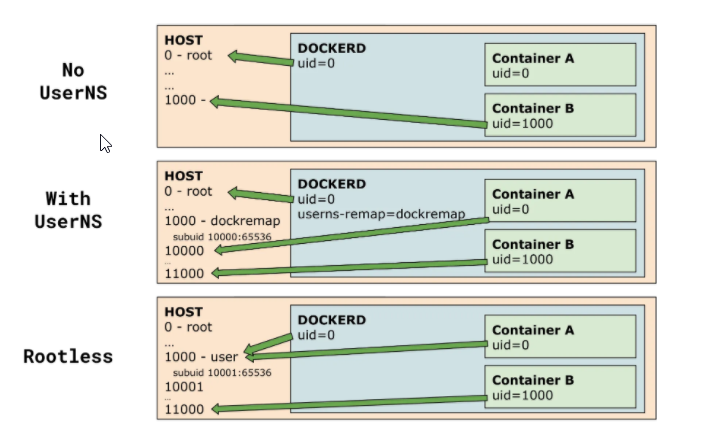 No
UserNS
HOST
0 - root
...
...
1000 -
DOCKERD
uid=0
Container A
uid=0
Container B
uid=1000
With
UserNS
HOST
0 - root
...
1000 - dockremap
subuid 10000:65536
10000
...
11000
DOCKERD
uid=0
userns-remap=dockremap
Container A
uid=0
Container B
uid=1000
Rootless
HOST
0 - root
...
1000 - user
subuid 10001:65536
10001
...
11000
DOCKERD
uid=0
Container A
uid=0
Container B
uid=1000